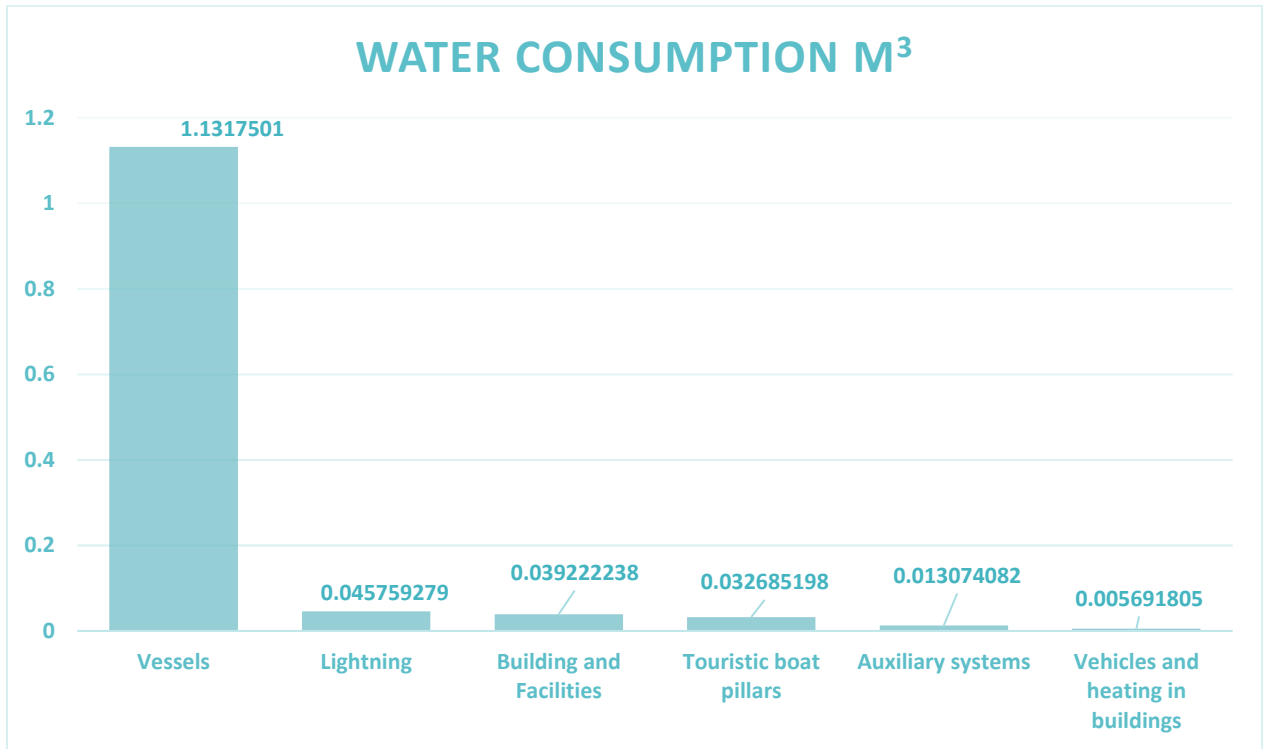 WATER CONSUMPTION M³
1.2
1
0.8
0.6
0.4
0.2
0
1.1317501
0.045759279
0.039222238
0.032685198
0.013074082
0.005691805
Vessels
Lightning
Building and
Facilities
Touristic boat
pillars
Auxiliary systems
Vehicles and
heating in
buildings